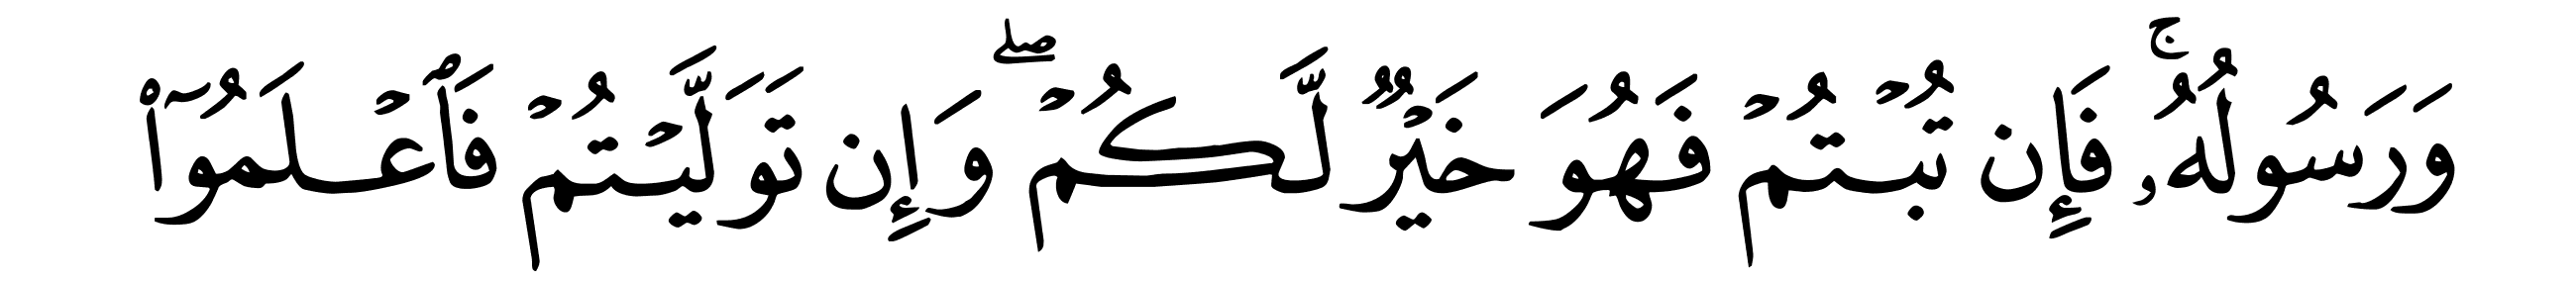 وَرَسُولُهُۥۚ فَإِن تُبۡتُمۡ فَهُوَ خَيۡرٞ لَّكُمۡۖ وَإِن تَوَلَّيۡتُمۡ فَٱعۡلَمُوٓاْ